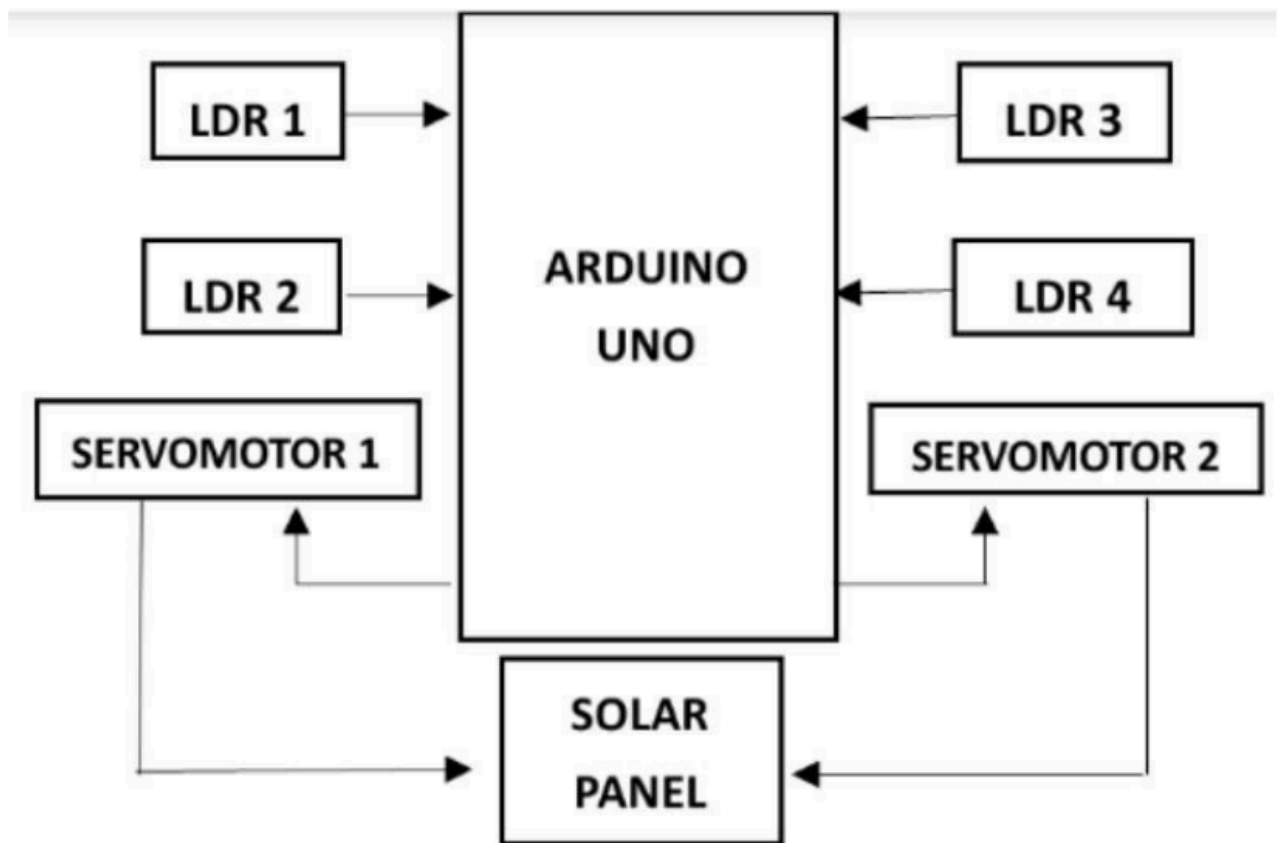 LDR 1
LDR 3
LDR 2
ARDUINO
UNO
LDR 4
SERVOMOTOR 1
SERVOMOTOR 2
SOLAR
PANEL